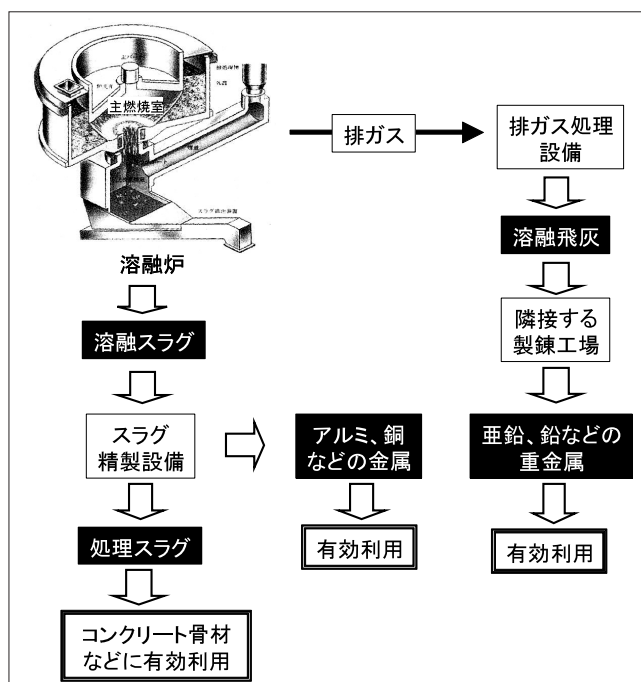 主燃焼室
溶融炉
排ガス
排ガス処理
設備
溶融飛灰
隣接する
製錬工場
亜鉛、鉛などの
重金属
有効利用
溶融スラグ
スラグ
精製設備
アルミ、銅
などの金属
有効利用
処理スラグ
コンクリート骨材
などに有効利用